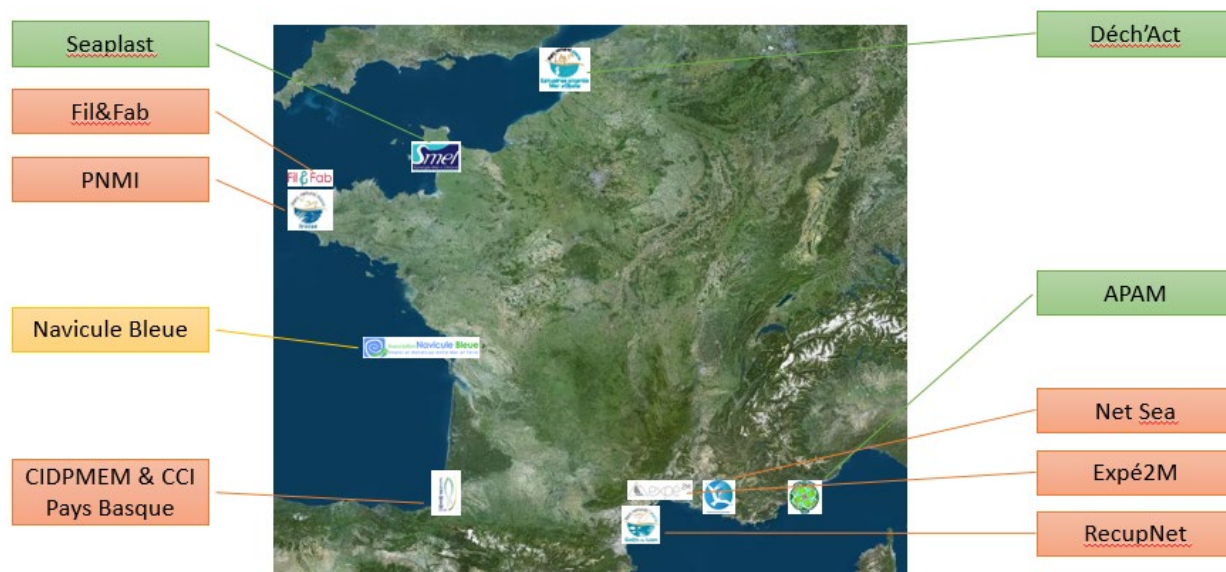 Seaplast
Fil&Fab
PNMI
Navicule Bleue
CIDPMEM & CCI
Pays Basque
Déch'Act
APAM
Net Sea
Expé2M
RecupNet
Smel
Fil&Fab
Navicule Bleue
expé2M